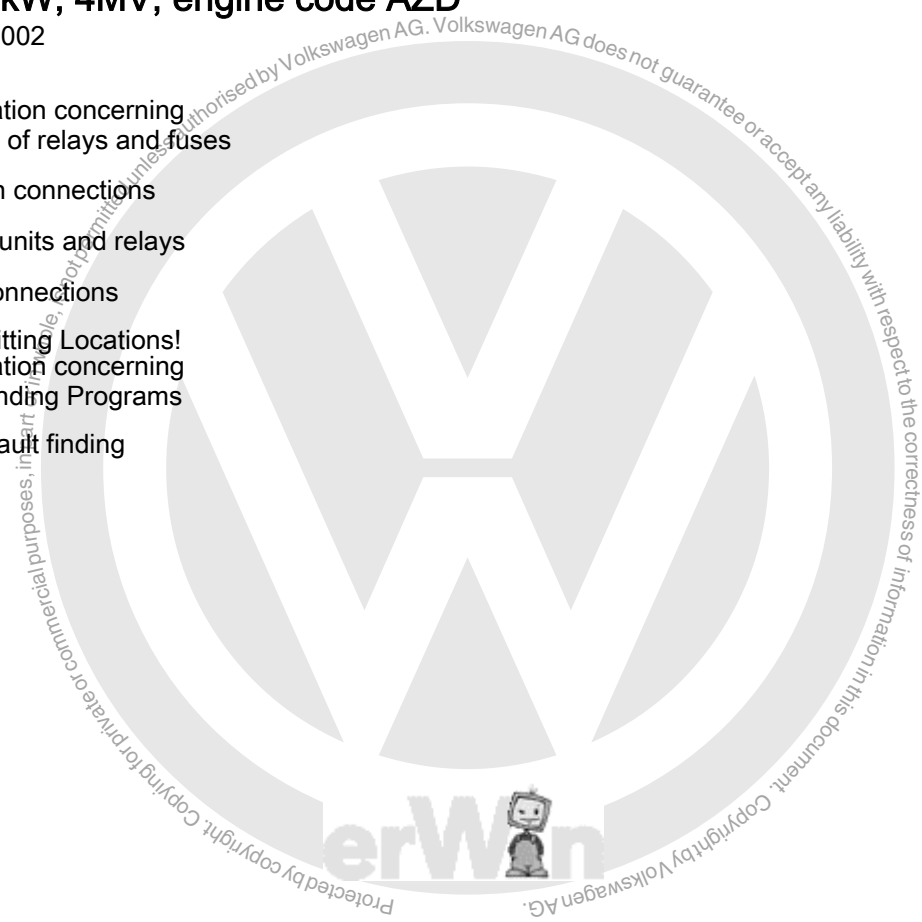 kW, 4MV, engine code AZD
002
ation concerning
of relays and fuses
n connections
units and relays
onnections
itting Locations!
ation concerning
nding Programs
ault finding
Protected by copyright. Copying for private or commercial purposes, in part or in whole, is not permitted unless authorised by Volkswagen AG. Volkswagen AG does not guarantee or accept any liability with respect to the correctness of information in this document. Copyright by Volkswagen AG.
erWin